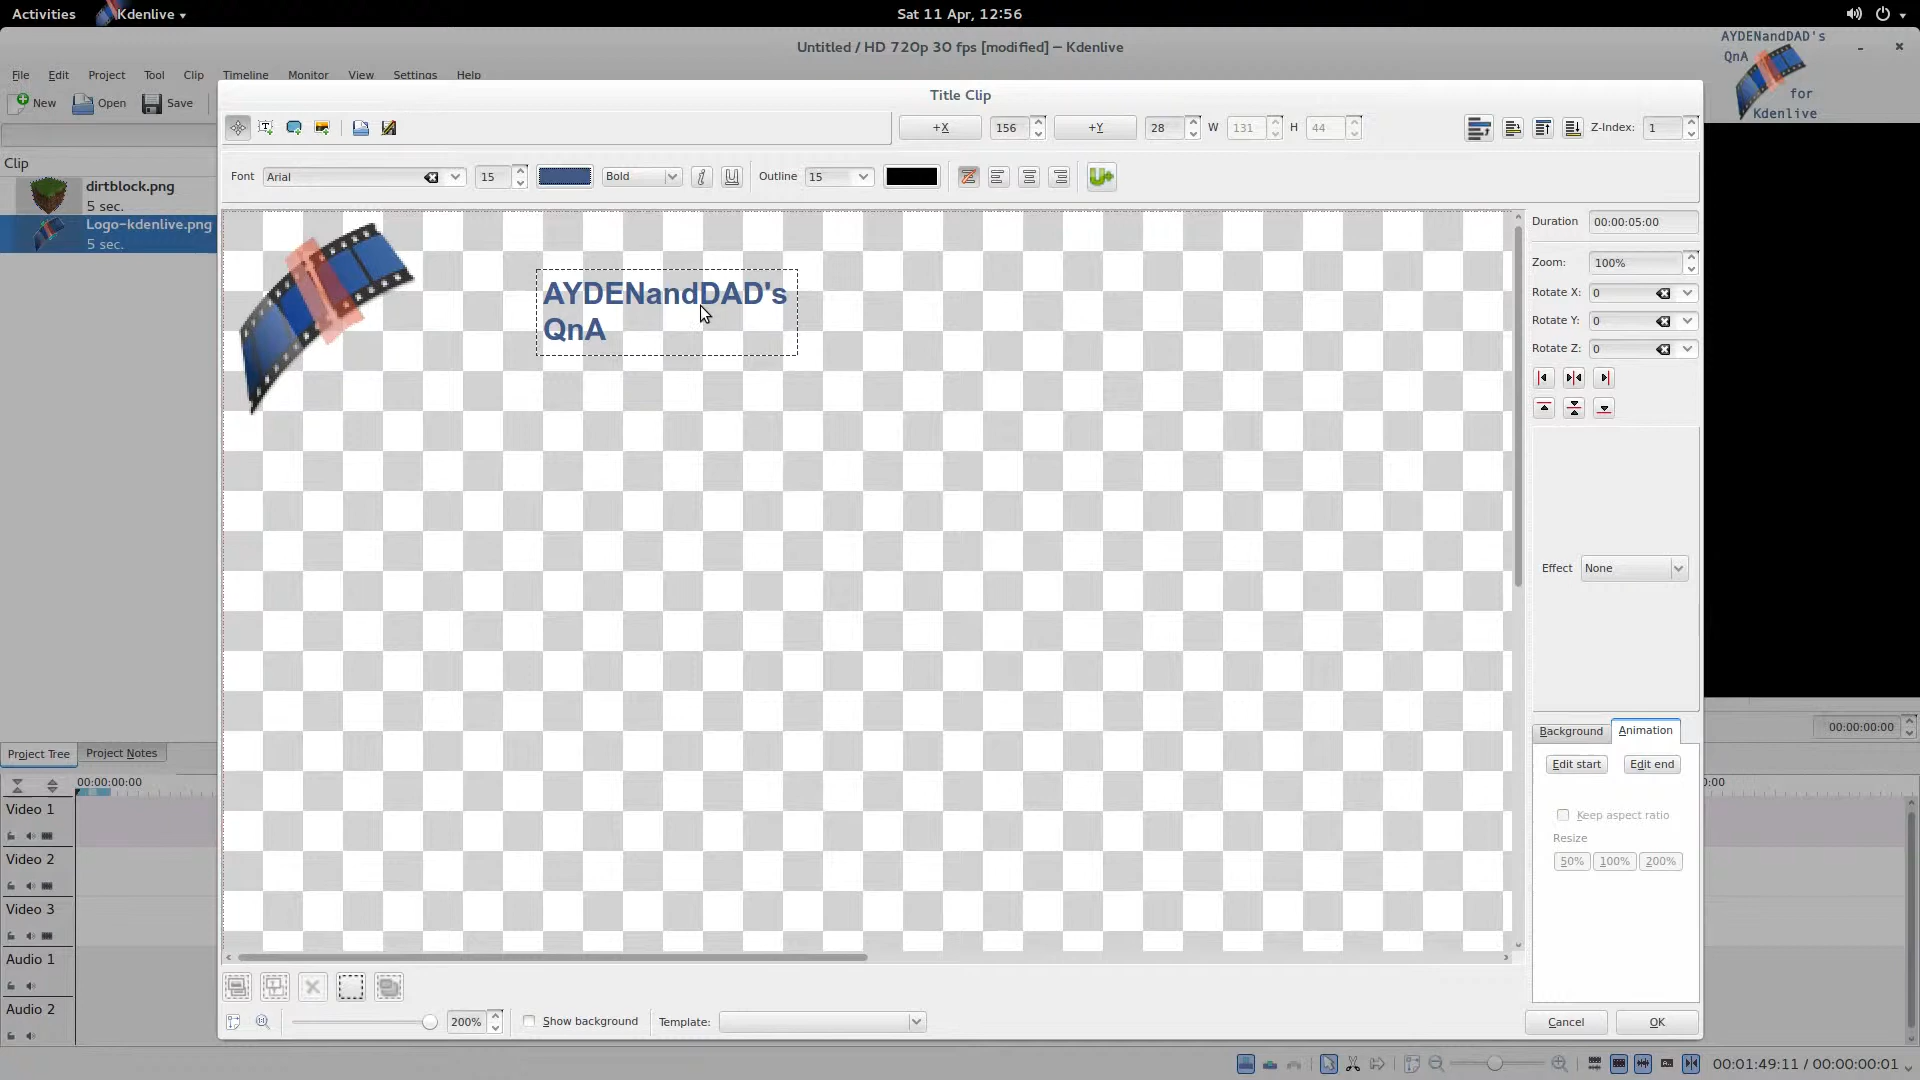 Activities Kdenlive Sat 11 Apr, 12:56
Untitled / HD 720p 30 fps [modified] — Kdenlive
AYDENandDAD's
QnA
for
Kdenlive
File Edit Project Tool Clip Timeline Monitor View Settings Help
New Open Save
Title Clip
+X 156 +Y 28 W 131 H 44 Z-Index: 1
Font Arial 15 Bold i U Outline 15
Clip
dirtblock.png
5 sec.
Logo-kdenlive.png
5 sec.
AYDENandDAD's
QnA
Duration 00:00:05:00
Zoom: 100%
Rotate X: 0
Rotate Y: 0
Rotate Z: 0
Effect None
Background Animation
Edit start Edit end
Keep aspect ratio
Resize
50% 100% 200%
00:00:00:00
Project Tree Project Notes
00:00:00:00
Video 1
Video 2
Video 3
Audio 1
Audio 2
200% Show background Template:
Cancel OK
00:01:49:11 / 00:00:00:01